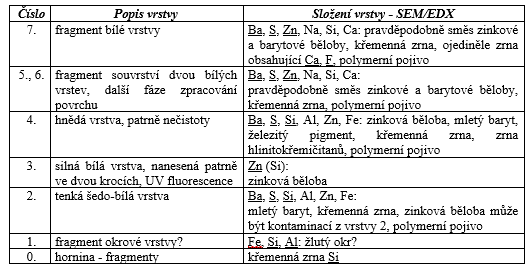 Číslo Popis vrstvy Složení vrstvy - SEM/EDX
7. fragment bílé vrstvy Ba, S, Zn, Na, Si, Ca: pravděpodobně směs zinkové
a barytové běloby, křemenná zrna, ojediněle zrna
obsahující Ca, F, polymerní pojivo
5., 6. fragment souvrství dvou bílých Ba, S, Zn, Na, Si, Ca:
vrstev, další fáze zpracování pravděpodobně směs zinkové a barytové běloby,
povrchu křemenná zrna, polymerní pojivo
4. hnědá vrstva, patrně nečistoty Ba, S, Si, Al, Zn, Fe: zinková běloba, mletý baryt,
železitý pigment, křemenná zrna, zrna
hlinitokřemičitanů, polymerní pojivo
3. silná bílá vrstva, nanesená patrně Zn (Si):
ve dvou krocích, UV fluorescence zinková běloba
2. tenká šedo-bílá vrstva Ba, S, Si, Al, Zn, Fe:
mletý baryt, křemenná zrna, zinková běloba může
být kontaminací z vrstvy 2, polymerní pojivo
1. fragment okrové vrstvy? Fe, Si, Al: žlutý okr?
0. hornina - fragmenty křemenná zrna Si